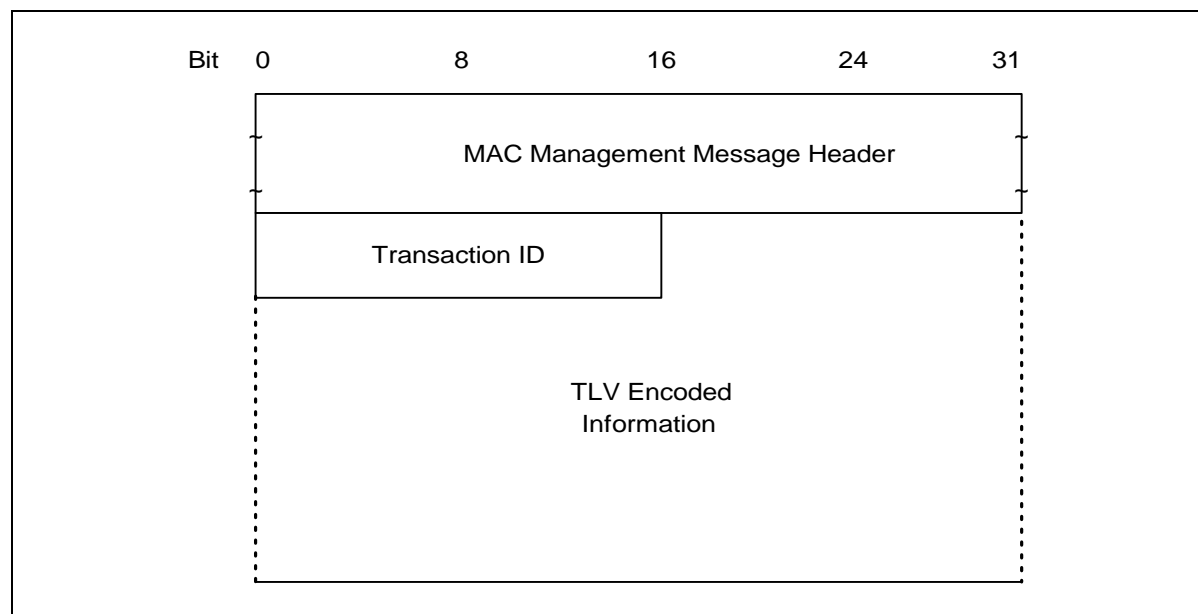 Bit 0 8 16 24 31
MAC Management Message Header
Transaction ID
TLV Encoded
Information